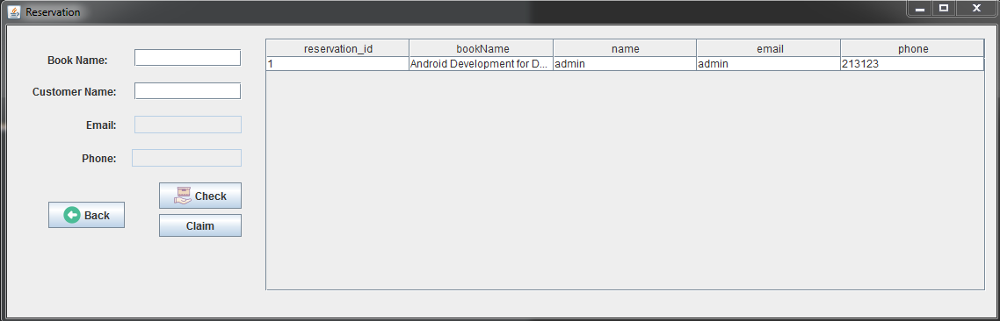 Reservation
Book Name:
Customer Name:
Email:
Phone:
Check
Back
Claim
reservation_id bookName name email phone
1 Android Development for D... admin admin 213123